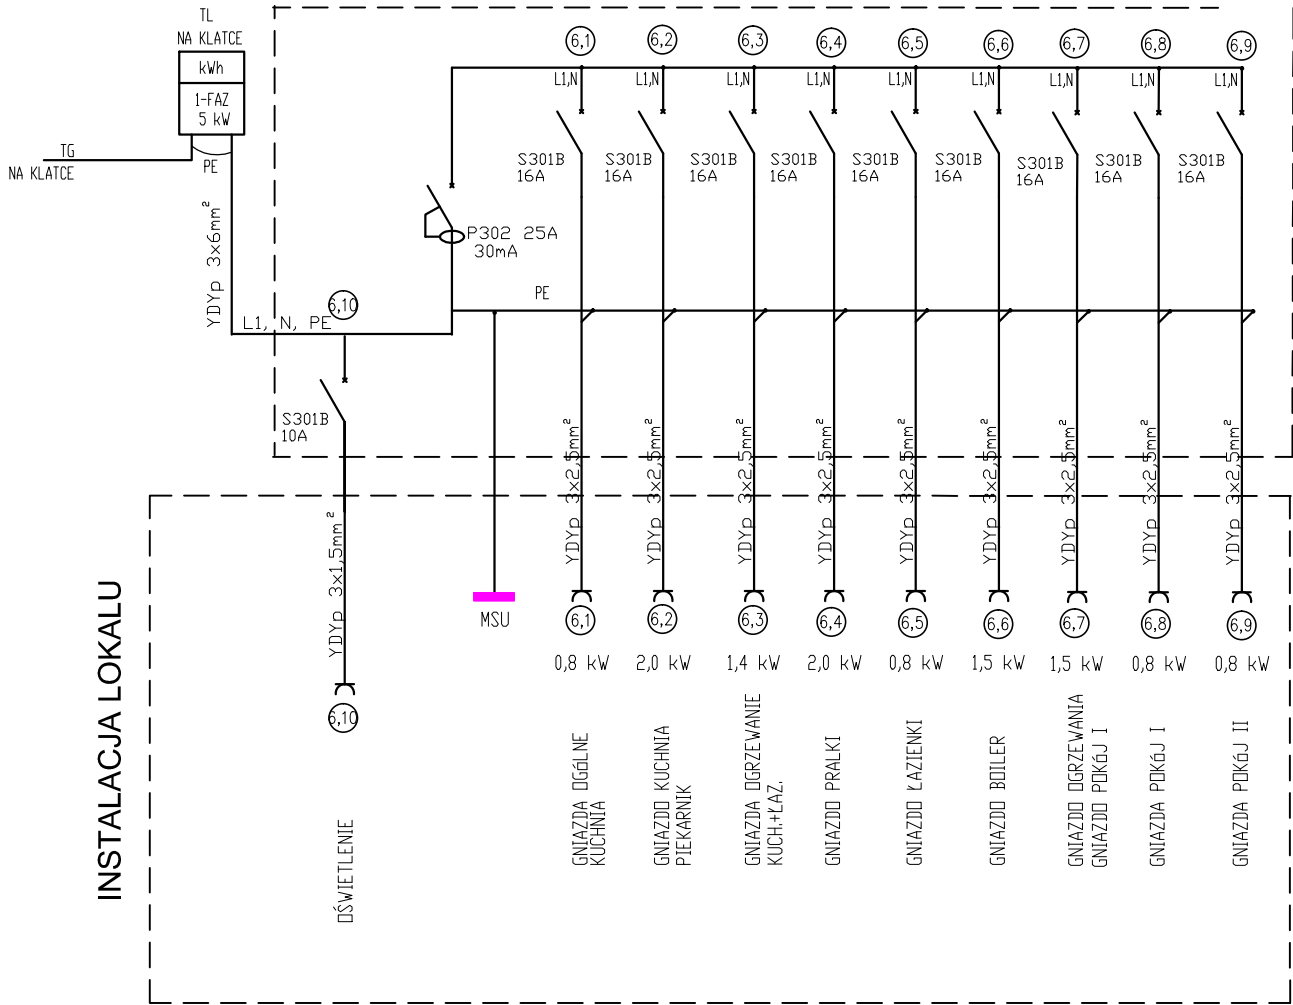 TL
NA KLATCE
kWh
1-FAZ
5 kW
TG
NA KLATCE
PE
YDYp 3x6mm²
L1, N, PE
6,10
S301B
10A
YDYp 3x1,5mm²
6,10
OŚWIETLENIE
P302 25A
30mA
PE
MSU
6,1
L1,N
S301B
16A
YDYp 3x2,5mm²
6,1
0,8 kW
GNIAZDA OGÓLNE
KUCHNIA
6,2
L1,N
S301B
16A
YDYp 3x2,5mm²
6,2
2,0 kW
GNIAZDO KUCHNIA
PIEKARNIK
6,3
L1,N
S301B
16A
YDYp 3x2,5mm²
6,3
1,4 kW
GNIAZDA OGRZEWANIE
KUCH.+ŁAZ.
6,4
L1,N
S301B
16A
YDYp 3x2,5mm²
6,4
2,0 kW
GNIAZDO PRALKI
6,5
L1,N
S301B
16A
YDYp 3x2,5mm²
6,5
0,8 kW
GNIAZDO ŁAZIENKI
6,6
L1,N
S301B
16A
YDYp 3x2,5mm²
6,6
1,5 kW
GNIAZDO BOILER
6,7
L1,N
S301B
16A
YDYp 3x2,5mm²
6,7
1,5 kW
GNIAZDO OGRZEWANIA
GNIAZDO POKÓJ I
6,8
L1,N
S301B
16A
YDYp 3x2,5mm²
6,8
0,8 kW
GNIAZDA POKÓJ I
6,9
L1,N
S301B
16A
YDYp 3x2,5mm²
6,9
0,8 kW
GNIAZDA POKÓJ II
INSTALACJA LOKALU